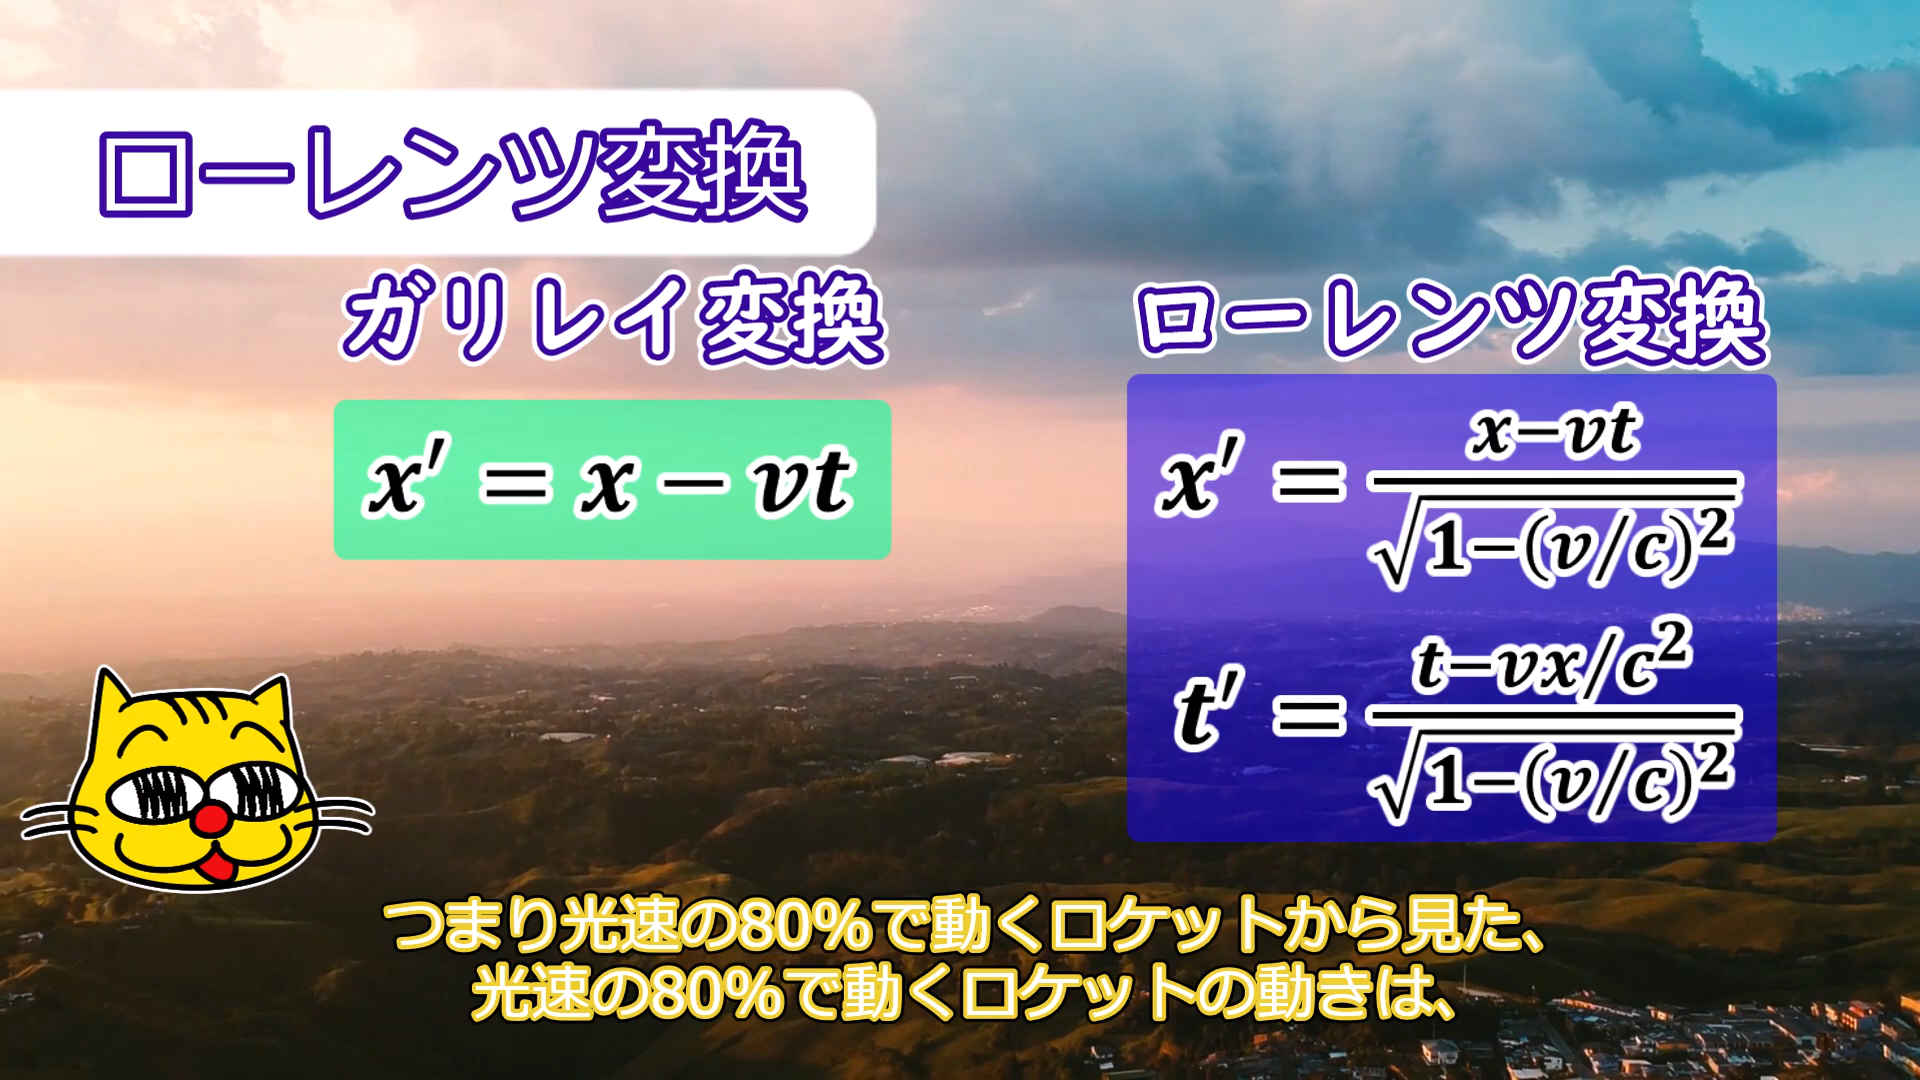 ローレンツ変換
ガリレイ変換
x′ = x − vt
ローレンツ変換
x′ = x−vt / √1−(v/c)²
t′ = t−vx/c² / √1−(v/c)²
つまり光速の80%で動くロケットから見た、
光速の80%で動くロケットの動きは、